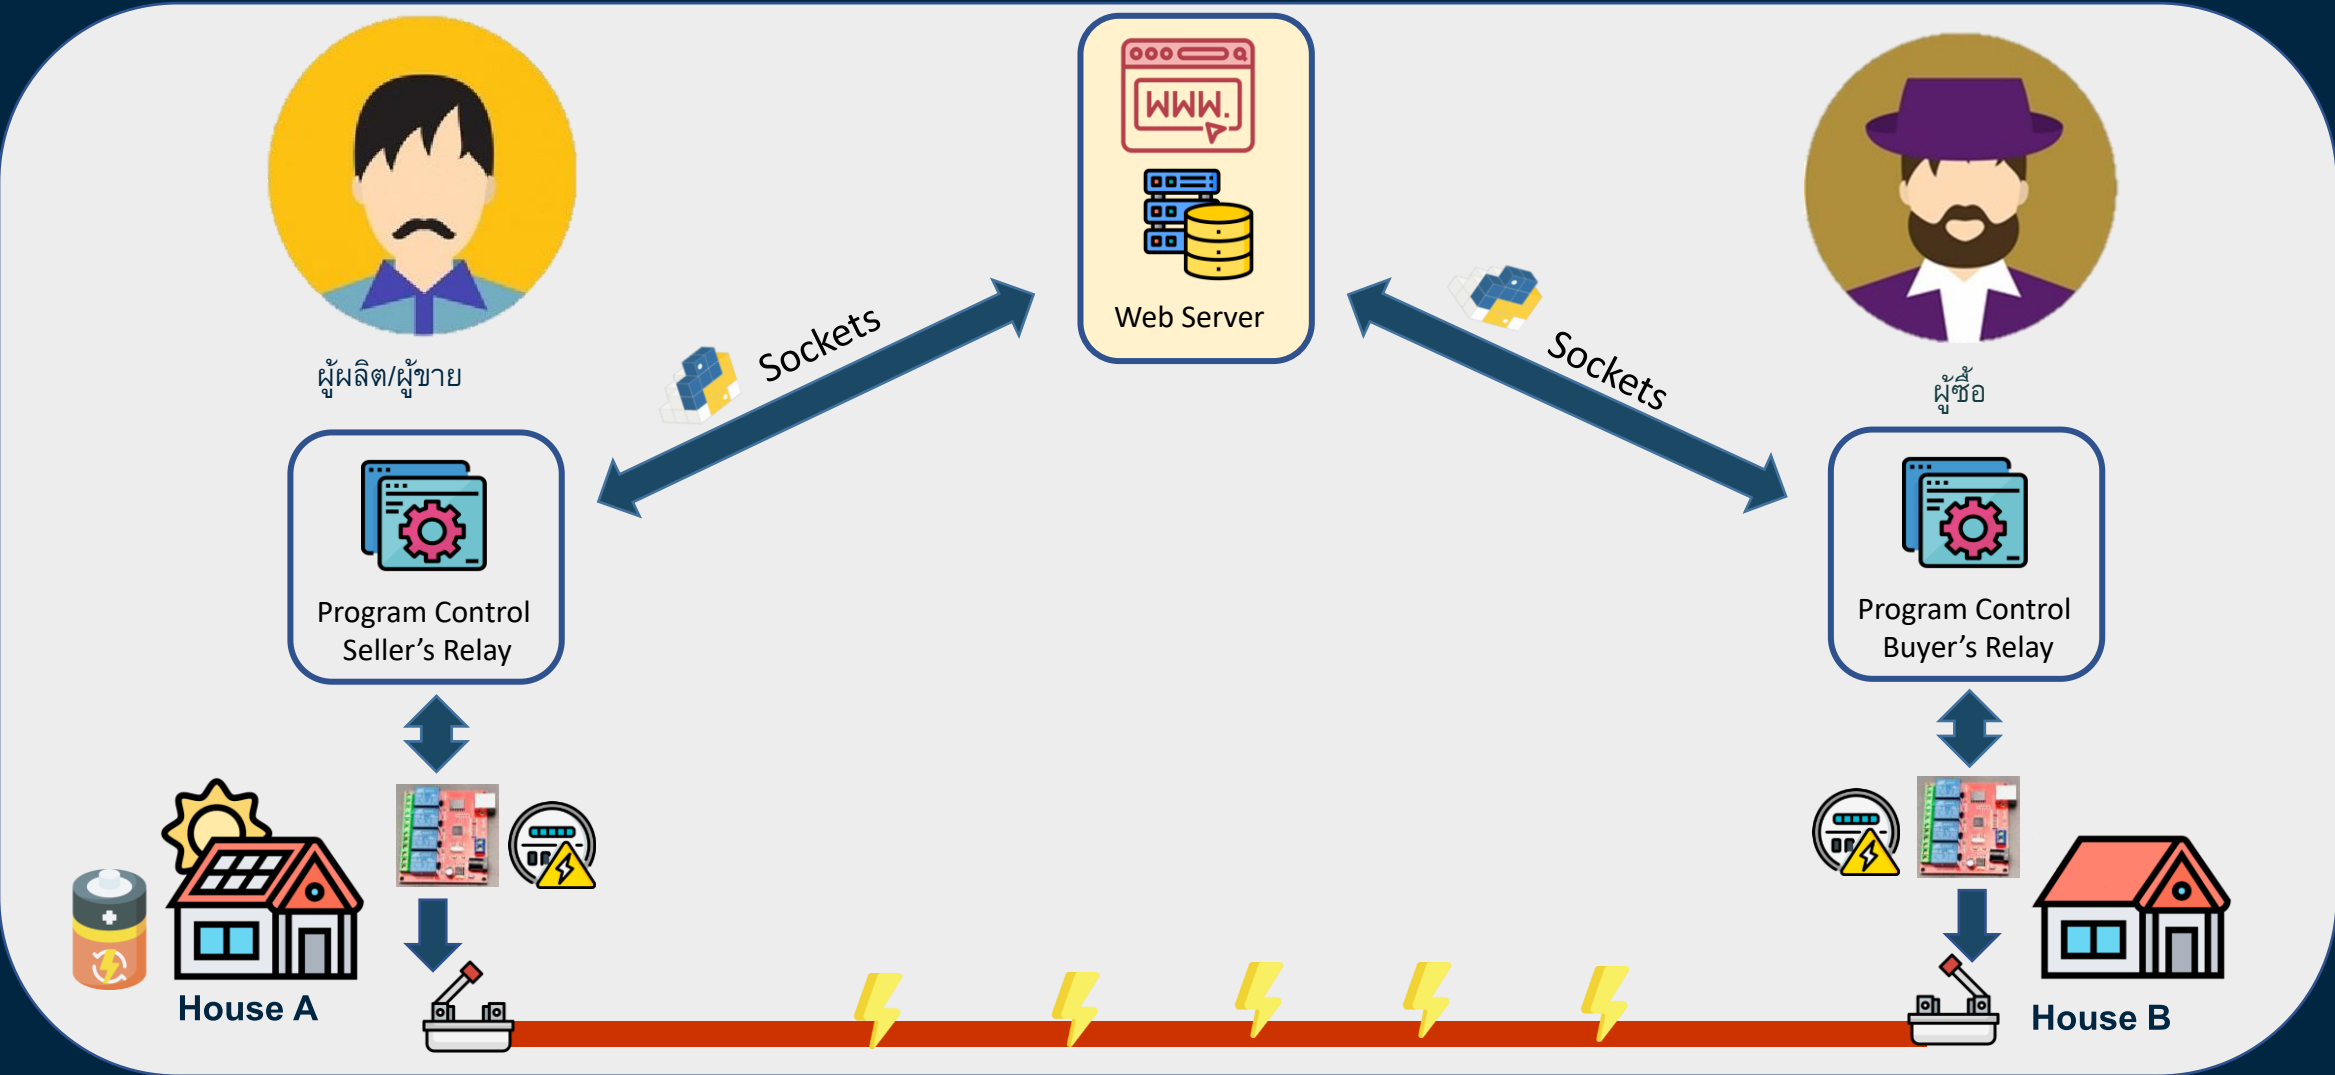 WWW.
Web Server
Sockets
Sockets
ผู้ผลิต/ผู้ขาย
ผู้ซื้อ
Program Control
Seller’s Relay
Program Control
Buyer’s Relay
House A
House B